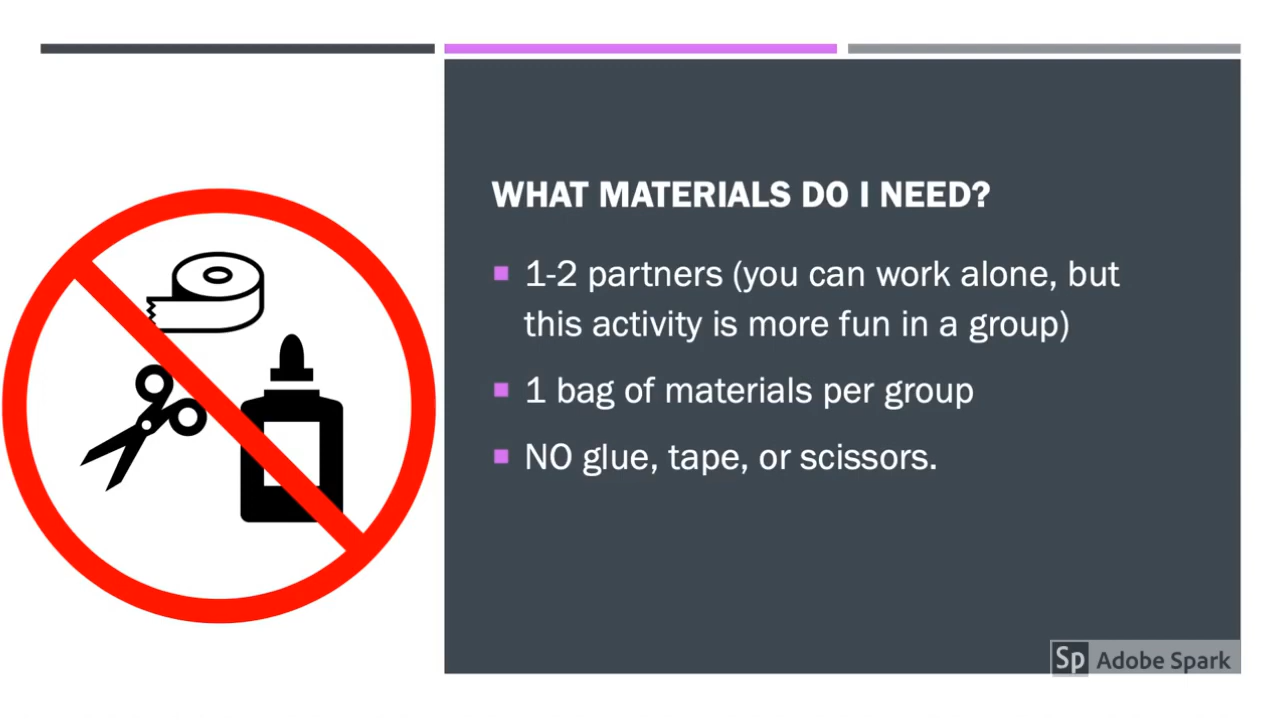 WHAT MATERIALS DO I NEED?
1-2 partners (you can work alone, but
this activity is more fun in a group)
1 bag of materials per group
NO glue, tape, or scissors.
Sp Adobe Spark